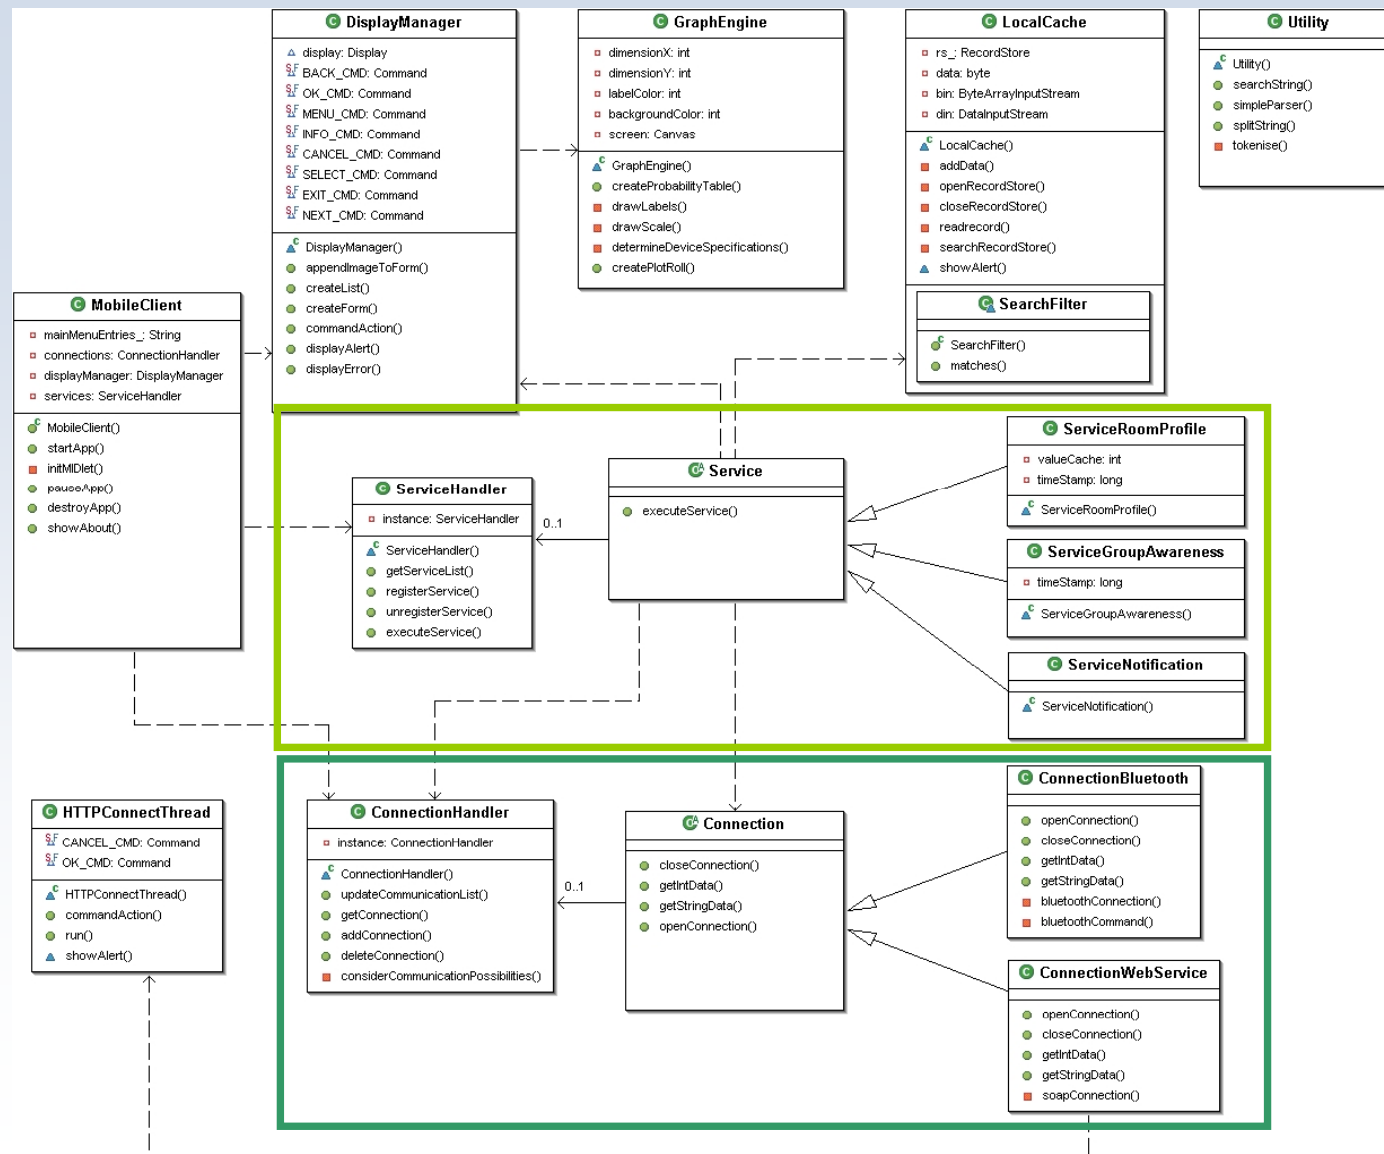 DisplayManager
display: Display
BACK_CMD: Command
OK_CMD: Command
MENU_CMD: Command
INFO_CMD: Command
CANCEL_CMD: Command
SELECT_CMD: Command
EXIT_CMD: Command
NEXT_CMD: Command
DisplayManager()
appendImageToForm()
createList()
createForm()
commandAction()
displayAlert()
displayError()
GraphEngine
dimensionX: int
dimensionY: int
labelColor: int
backgroundColor: int
screen: Canvas
GraphEngine()
createProbabilityTable()
drawLabels()
drawScale()
determineDeviceSpecifications()
createPlotRoll()
LocalCache
rs_: RecordStore
data: byte
bin: ByteArrayInputStream
din: DataInputStream
LocalCache()
addData()
openRecordStore()
closeRecordStore()
readrecord()
searchRecordStore()
showAlert()
SearchFilter
SearchFilter()
matches()
Utility
Utility()
searchString()
simpleParser()
splitString()
tokenise()
MobileClient
mainMenuEntries_: String
connections: ConnectionHandler
displayManager: DisplayManager
services: ServiceHandler
MobileClient()
startApp()
initMIDlet()
pauseApp()
destroyApp()
showAbout()
ServiceHandler
instance: ServiceHandler
ServiceHandler()
getServiceList()
registerService()
unregisterService()
executeService()
0..1
Service
executeService()
ServiceRoomProfile
valueCache: int
timeStamp: long
ServiceRoomProfile()
ServiceGroupAwareness
timeStamp: long
ServiceGroupAwareness()
ServiceNotification
ServiceNotification()
HTTPConnectThread
CANCEL_CMD: Command
OK_CMD: Command
HTTPConnectThread()
commandAction()
run()
showAlert()
ConnectionHandler
instance: ConnectionHandler
ConnectionHandler()
updateCommunicationList()
getConnection()
addConnection()
deleteConnection()
considerCommunicationPossibilities()
0..1
Connection
closeConnection()
getIntData()
getStringData()
openConnection()
ConnectionBluetooth
openConnection()
closeConnection()
getIntData()
getStringData()
bluetoothConnection()
bluetoothCommand()
ConnectionWebService
openConnection()
closeConnection()
getIntData()
getStringData()
soapConnection()